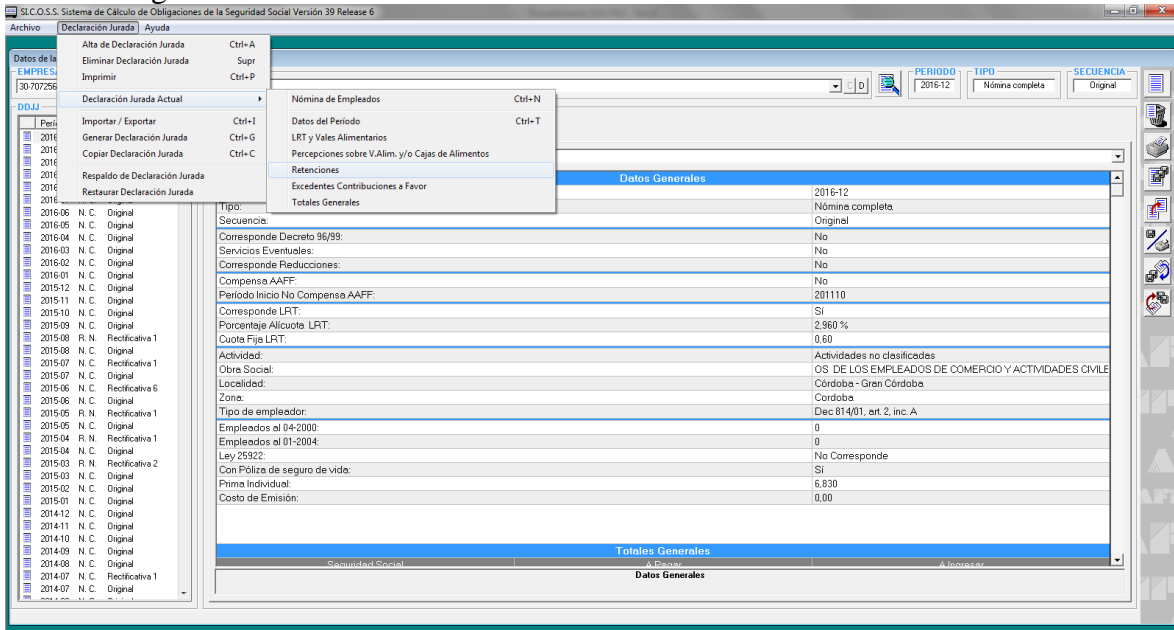 SI.C.O.S.S. Sistema de Cálculo de Obligaciones de la Seguridad Social Versión 39 Release 6
Archivo Declaración Jurada Ayuda
Alta de Declaración Jurada Ctrl+A
Eliminar Declaración Jurada Supr
Imprimir Ctrl+P
Declaración Jurada Actual
Importar / Exportar Ctrl+I
Generar Declaración Jurada Ctrl+G
Copiar Declaración Jurada Ctrl+C
Respaldo de Declaración Jurada
Restaurar Declaración Jurada
Nómina de Empleados Ctrl+N
Datos del Período Ctrl+T
LRT y Vales Alimentarios
Percepciones sobre V.Alim. y/o Cajas de Alimentos
Retenciones
Excedentes Contribuciones a Favor
Totales Generales
Datos de la
EMPRESA
30-707256
C D
PERIODO
2016-12
TIPO
Nómina completa
SECUENCIA
Original
DDJJ
2016-06 N. C. Original
2016-05 N. C. Original
2016-04 N. C. Original
2016-03 N. C. Original
2016-02 N. C. Original
2016-01 N. C. Original
2015-12 N. C. Original
2015-11 N. C. Original
2015-10 N. C. Original
2015-09 N. C. Original
2015-08 R. N. Rectificativa 1
2015-08 N. C. Original
2015-07 N. C. Rectificativa 1
2015-07 N. C. Original
2015-06 N. C. Rectificativa 6
2015-06 N. C. Original
2015-05 R. N. Rectificativa 1
2015-05 N. C. Original
2015-04 R. N. Rectificativa 1
2015-04 N. C. Original
2015-03 R. N. Rectificativa 2
2015-03 N. C. Original
2015-02 N. C. Original
2015-01 N. C. Original
2014-12 N. C. Original
2014-11 N. C. Original
2014-10 N. C. Original
2014-09 N. C. Original
2014-08 N. C. Original
2014-07 N. C. Rectificativa 1
2014-07 N. C. Original
Datos Generales
2016-12
Tipo: Nómina completa
Secuencia: Original
Corresponde Decreto 96/99: No
Servicios Eventuales: No
Corresponde Reducciones: No
Compensa AAFF: No
Período Inicio No Compensa AAFF: 201110
Corresponde LRT: Sí
Porcentaje Alícuota LRT: 2,960 %
Cuota Fija LRT: 0,60
Actividad: Actividades no clasificadas
Obra Social: OS DE LOS EMPLEADOS DE COMERCIO Y ACTIVIDADES CIVILE
Localidad: Córdoba - Gran Córdoba
Zona: Cordoba
Tipo de empleador: Dec 814/01, art. 2, inc. A
Empleados al 04-2000: 0
Empleados al 01-2004: 0
Ley 25922: No Corresponde
Con Póliza de seguro de vida: Sí
Prima Individual: 6,830
Costo de Emisión: 0,00
Totales Generales
Seguridad Social A Pagar A Ingresar
Datos Generales